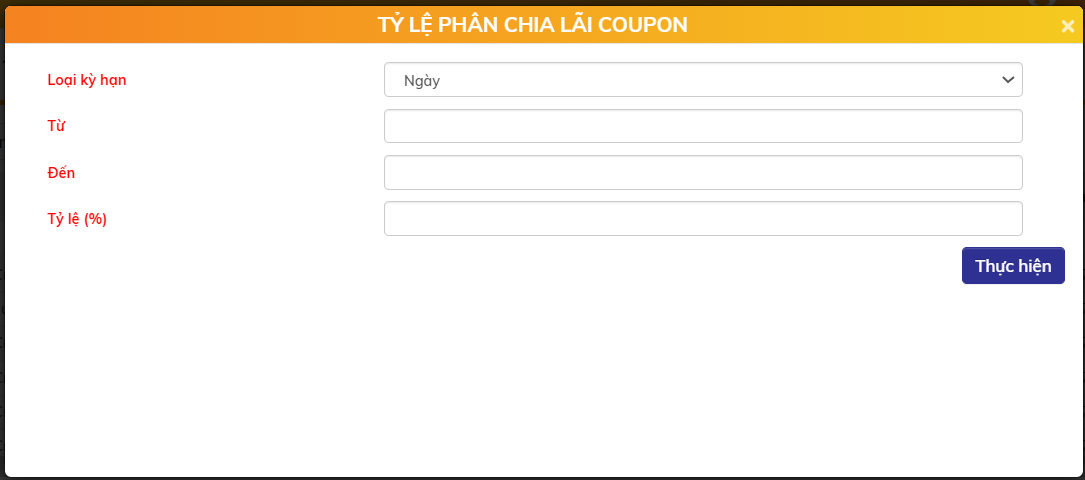 TỶ LỆ PHÂN CHIA LÃI COUPON
Loại kỳ hạn
Ngày
Từ
Đến
Tỷ lệ (%)
Thực hiện